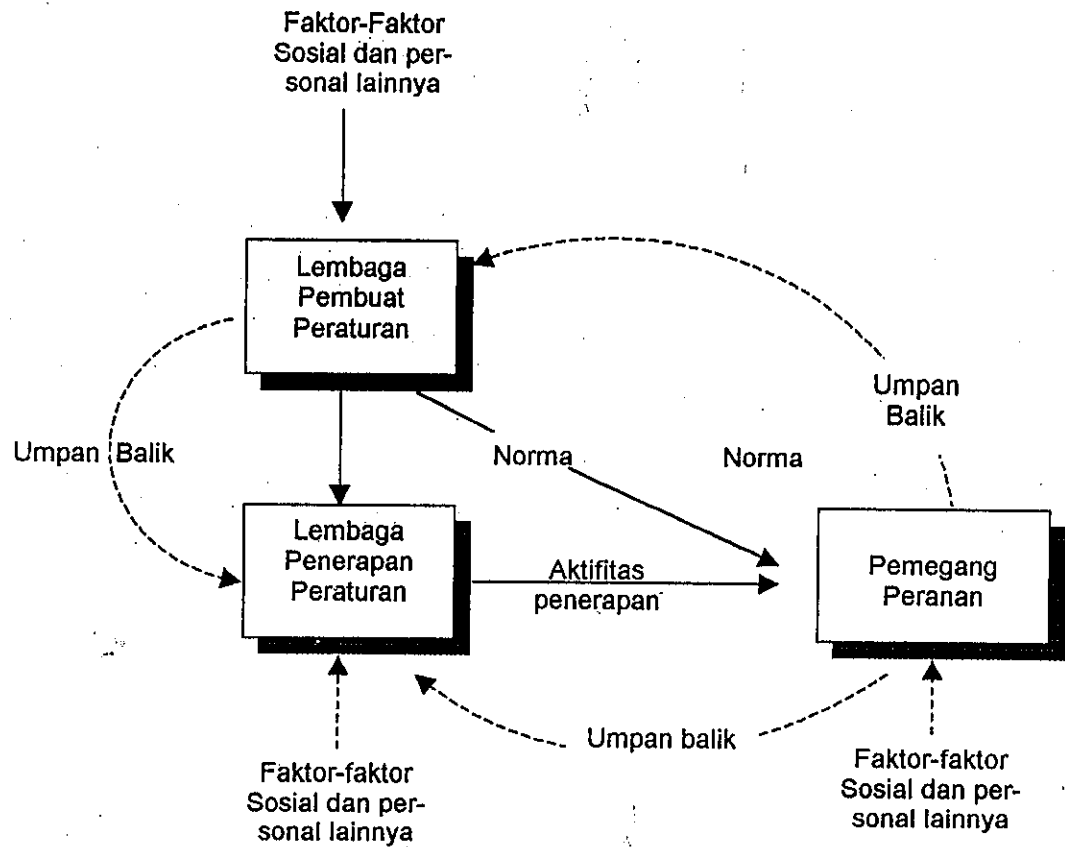 Faktor-Faktor
Sosial dan per-
sonal lainnya
Lembaga
Pembuat
Peraturan
Umpan
Balik
Umpan Balik
Norma
Norma
Lembaga
Penerapan
Peraturan
Aktifitas
penerapan
Pemegang
Peranan
Umpan balik
Faktor-faktor
Sosial dan per-
sonal lainnya
Faktor-faktor
Sosial dan per-
sonal lainnya